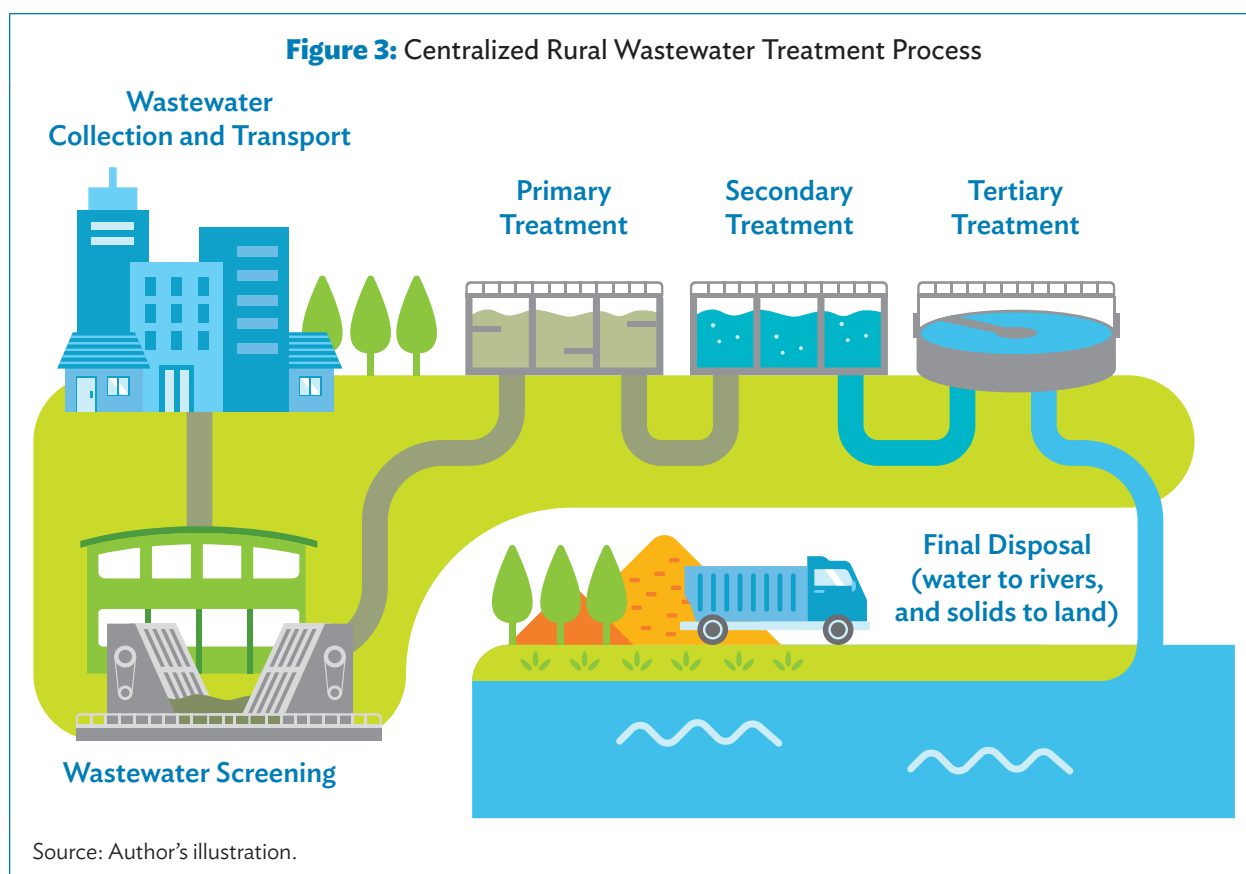 Figure 3: Centralized Rural Wastewater Treatment Process
Wastewater
Collection and Transport
Primary
Treatment
Secondary
Treatment
Tertiary
Treatment
Final Disposal
(water to rivers,
and solids to land)
Wastewater Screening
Source: Author's illustration.